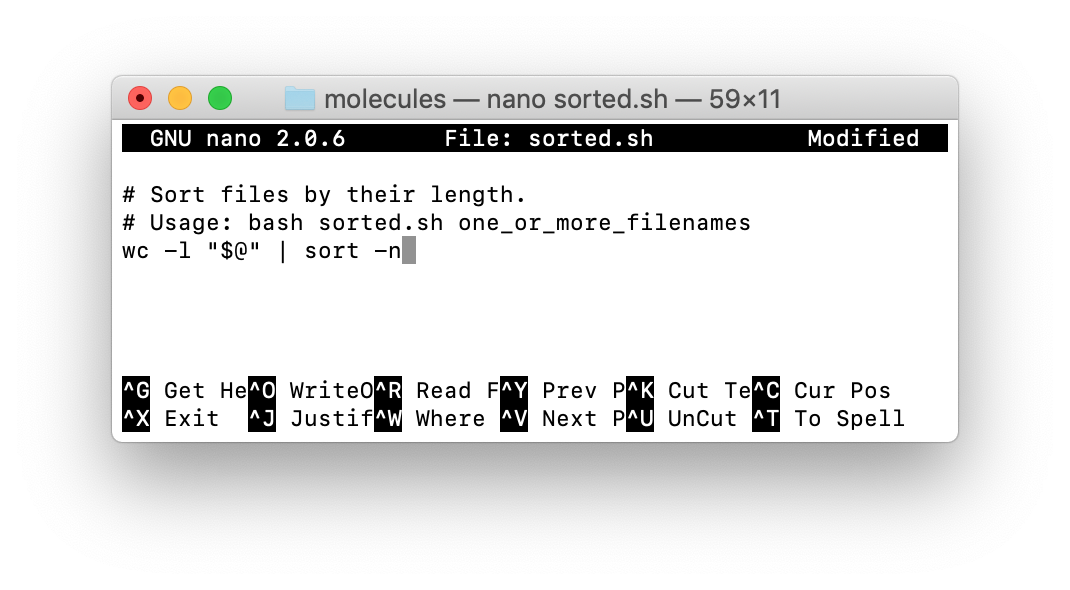 molecules — nano sorted.sh — 59×11
GNU nano 2.0.6 File: sorted.sh Modified
# Sort files by their length.
# Usage: bash sorted.sh one_or_more_filenames
wc -l "$@" | sort -n
^G Get He^O WriteO^R Read F^Y Prev P^K Cut Te^C Cur Pos
^X Exit ^J Justif^W Where ^V Next P^U UnCut ^T To Spell